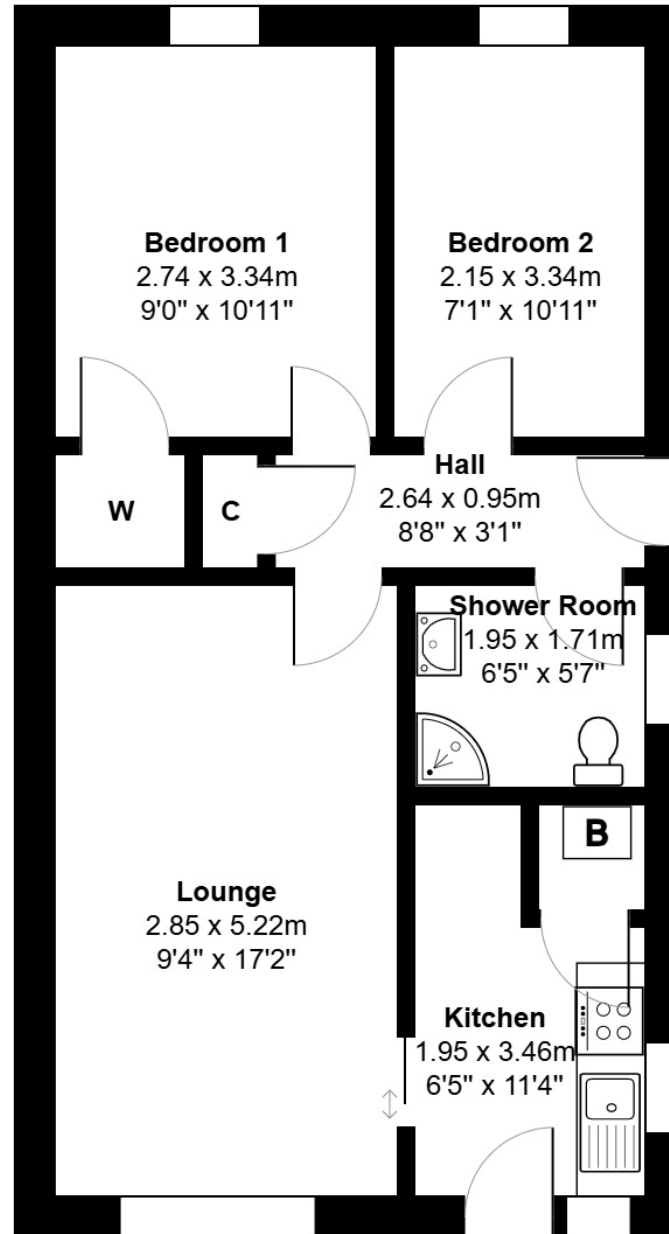 Bedroom 1
2.74 x 3.34m
9'0" x 10'11"
Bedroom 2
2.15 x 3.34m
7'1" x 10'11"
W
C
Hall
2.64 x 0.95m
8'8" x 3'1"
Shower Room
1.95 x 1.71m
6'5" x 5'7"
B
Lounge
2.85 x 5.22m
9'4" x 17'2"
Kitchen
1.95 x 3.46m
6'5" x 11'4"